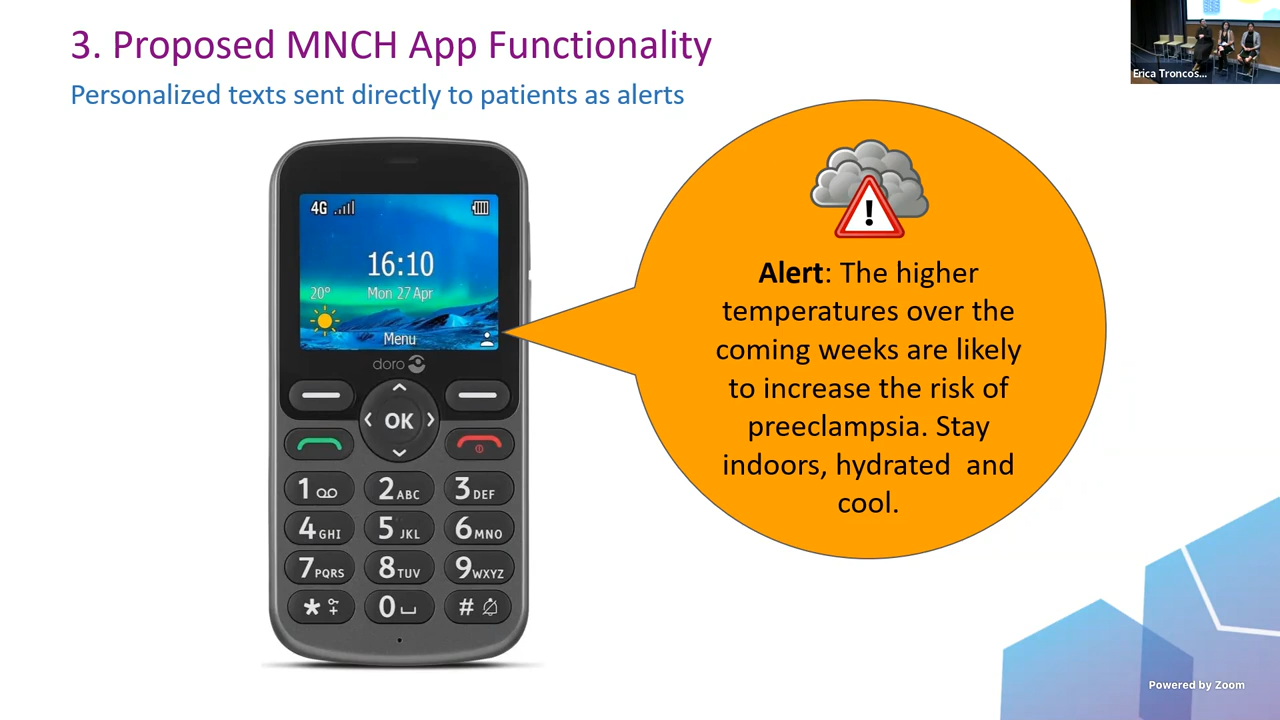 3. Proposed MNCH App Functionality
Personalized texts sent directly to patients as alerts
Erica Troncos...
4G
16:10
Mon 27 Apr
20°
Menu
doro
OK
1
2 ABC
3 DEF
4 GHI
5 JKL
6 MNO
7 PQRS
8 TUV
9 WXYZ
* +
0
#
!
Alert: The higher
temperatures over the
coming weeks are likely
to increase the risk of
preeclampsia. Stay
indoors, hydrated and
cool.
Powered by Zoom